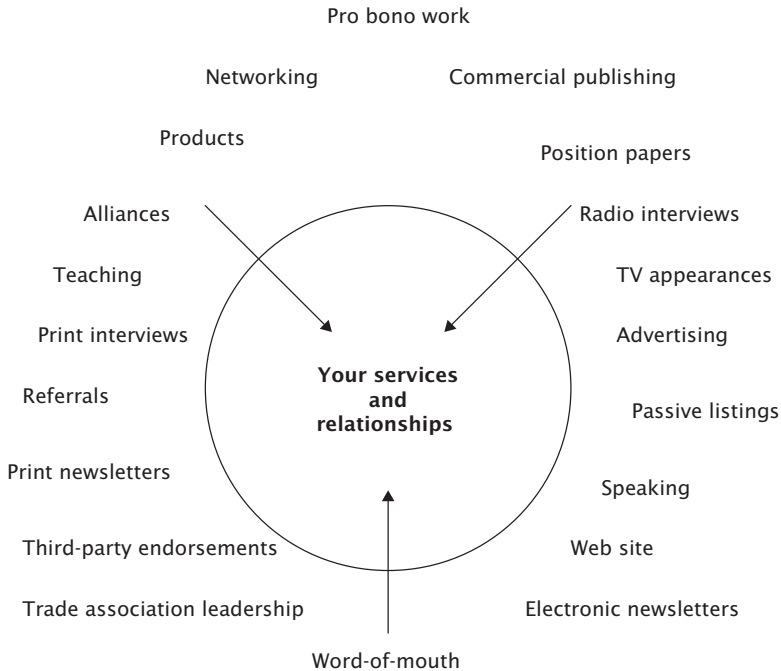 Pro bono work
Networking
Commercial publishing
Products
Position papers
Alliances
Radio interviews
Teaching
TV appearances
Print interviews
Advertising
Your services
and
relationships
Referrals
Passive listings
Print newsletters
Speaking
Third-party endorsements
Web site
Trade association leadership
Electronic newsletters
Word-of-mouth